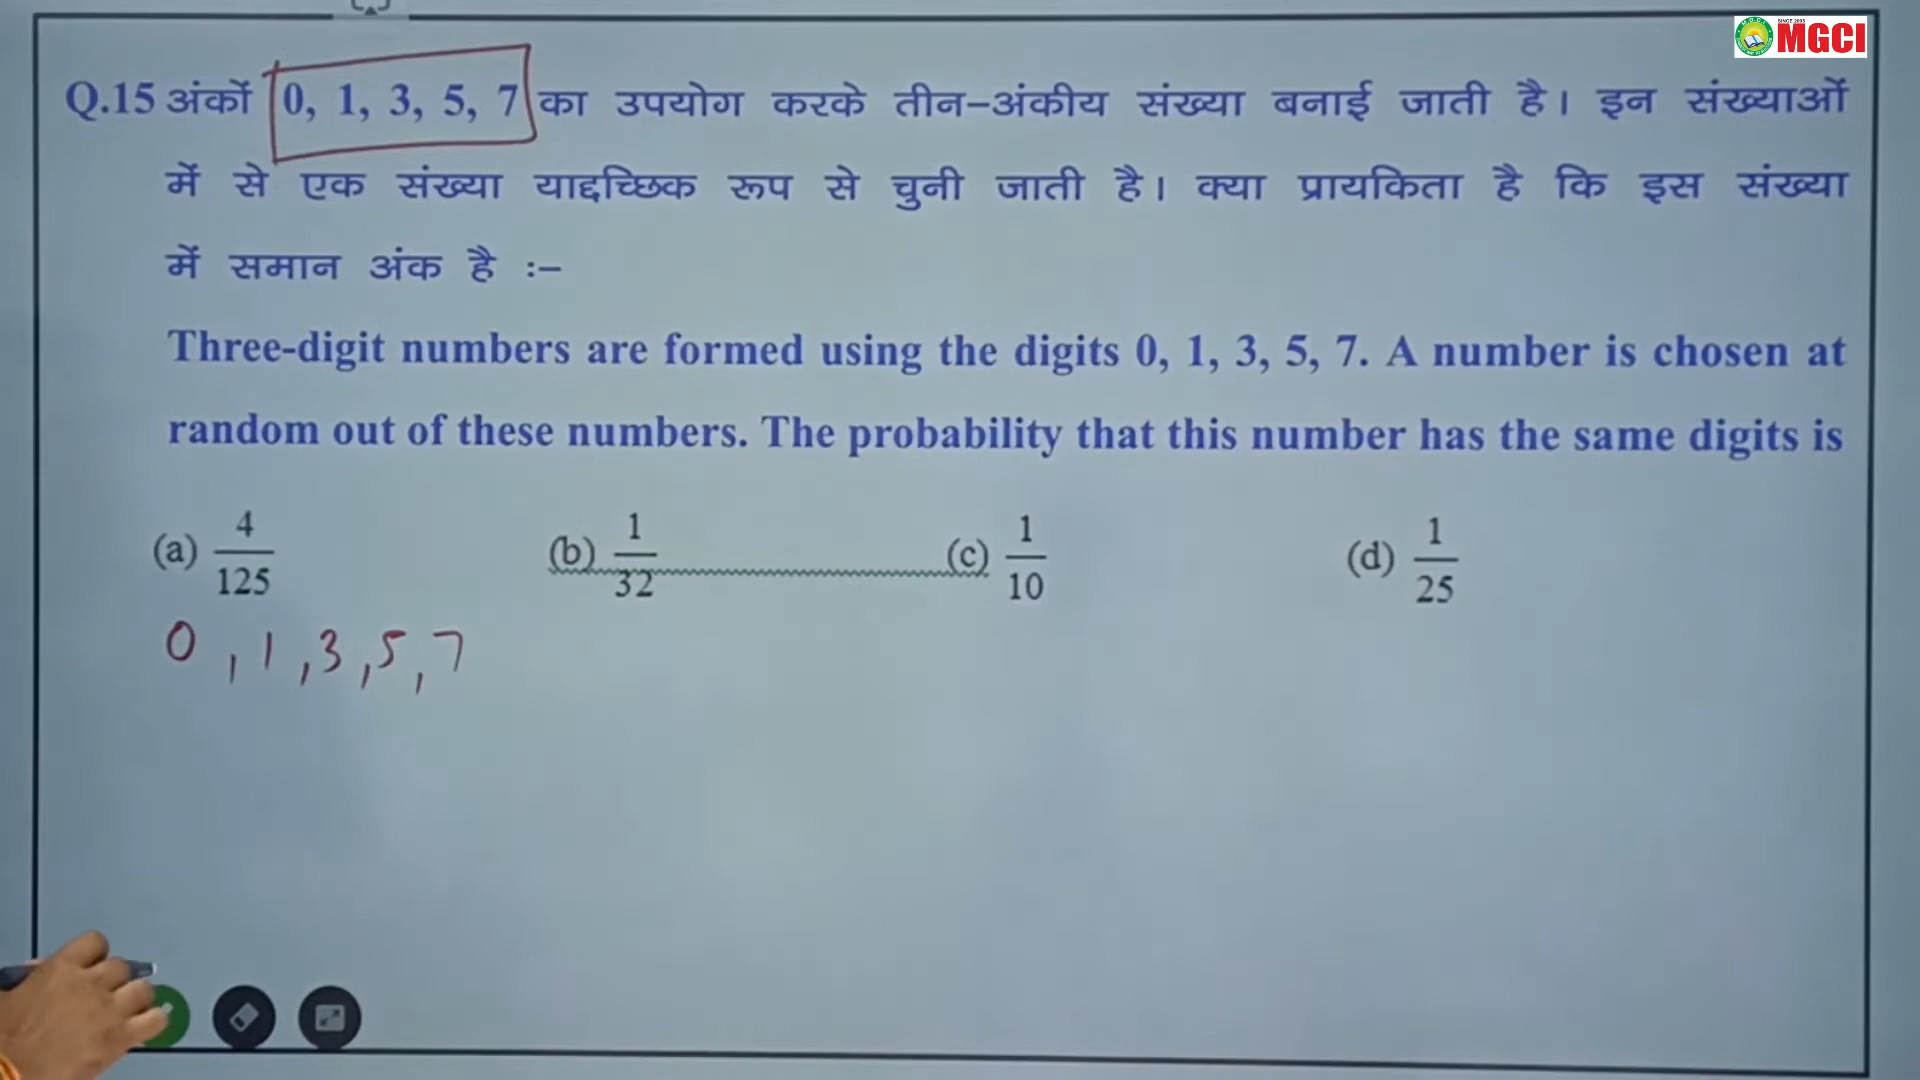 SINCE 2005
MGCI
Q.15 अंकों 0, 1, 3, 5, 7 का उपयोग करके तीन–अंकीय संख्या बनाई जाती है। इन संख्याओं
में से एक संख्या याद्दच्छिक रूप से चुनी जाती है। क्या प्रायकिता है कि इस संख्या
में समान अंक है :–
Three-digit numbers are formed using the digits 0, 1, 3, 5, 7. A number is chosen at
random out of these numbers. The probability that this number has the same digits is
(a) 4/125 (b) 1/32 (c) 1/10 (d) 1/25
0, 1, 3, 5, 7